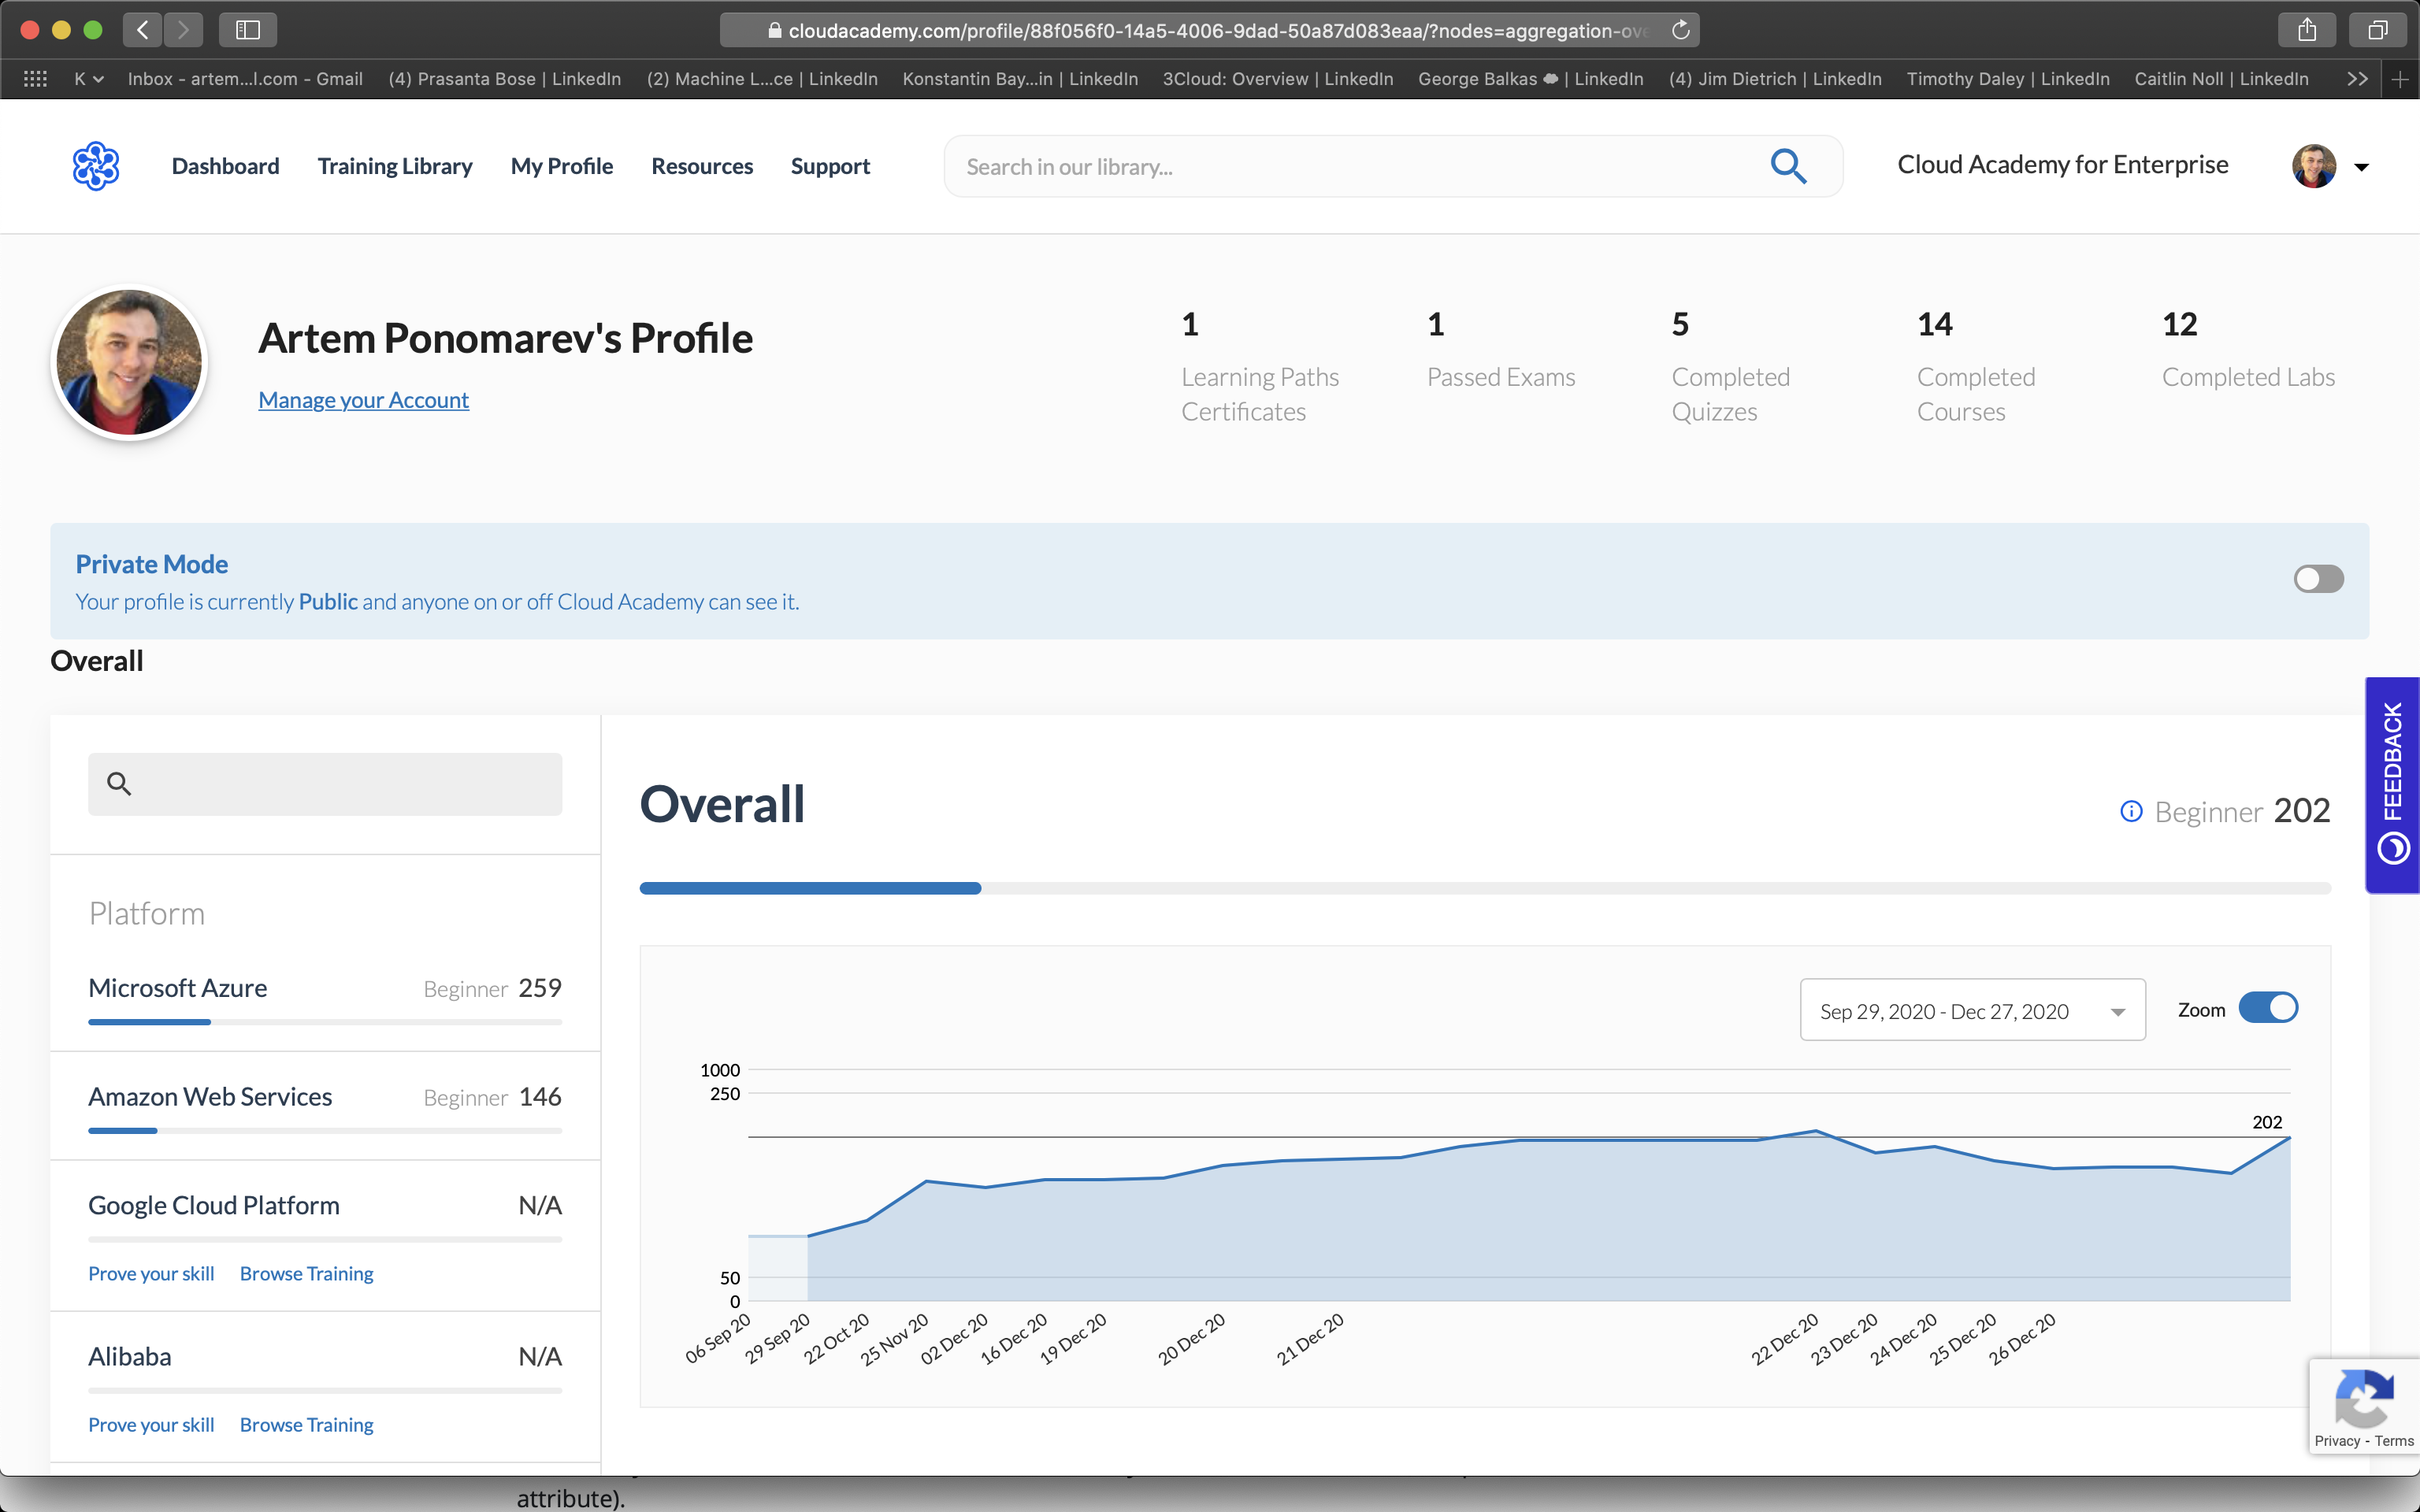 cloudacademy.com/profile/88f056f0-14a5-4006-9dad-50a87d083eaa/?nodes=aggregation-ove
K
Inbox - artem...l.com - Gmail
(4) Prasanta Bose | LinkedIn
(2) Machine L...ce | LinkedIn
Konstantin Bay...in | LinkedIn
3Cloud: Overview | LinkedIn
George Balkas | LinkedIn
(4) Jim Dietrich | LinkedIn
Timothy Daley | LinkedIn
Caitlin Noll | LinkedIn
Dashboard
Training Library
My Profile
Resources
Support
Search in our library...
Cloud Academy for Enterprise
Artem Ponomarev's Profile
Manage your Account
1
Learning Paths
Certificates
1
Passed Exams
5
Completed
Quizzes
14
Completed
Courses
12
Completed Labs
Private Mode
Your profile is currently Public and anyone on or off Cloud Academy can see it.
Overall
FEEDBACK
Platform
Microsoft Azure Beginner 259
Amazon Web Services Beginner 146
Google Cloud Platform N/A
Prove your skill Browse Training
Alibaba N/A
Prove your skill Browse Training
Overall
Beginner 202
Sep 29, 2020 - Dec 27, 2020
Zoom
1000
250
202
50
0
06 Sep 20
29 Sep 20
22 Oct 20
25 Nov 20
02 Dec 20
16 Dec 20
19 Dec 20
20 Dec 20
21 Dec 20
22 Dec 20
23 Dec 20
24 Dec 20
25 Dec 20
26 Dec 20
Privacy - Terms
attribute).